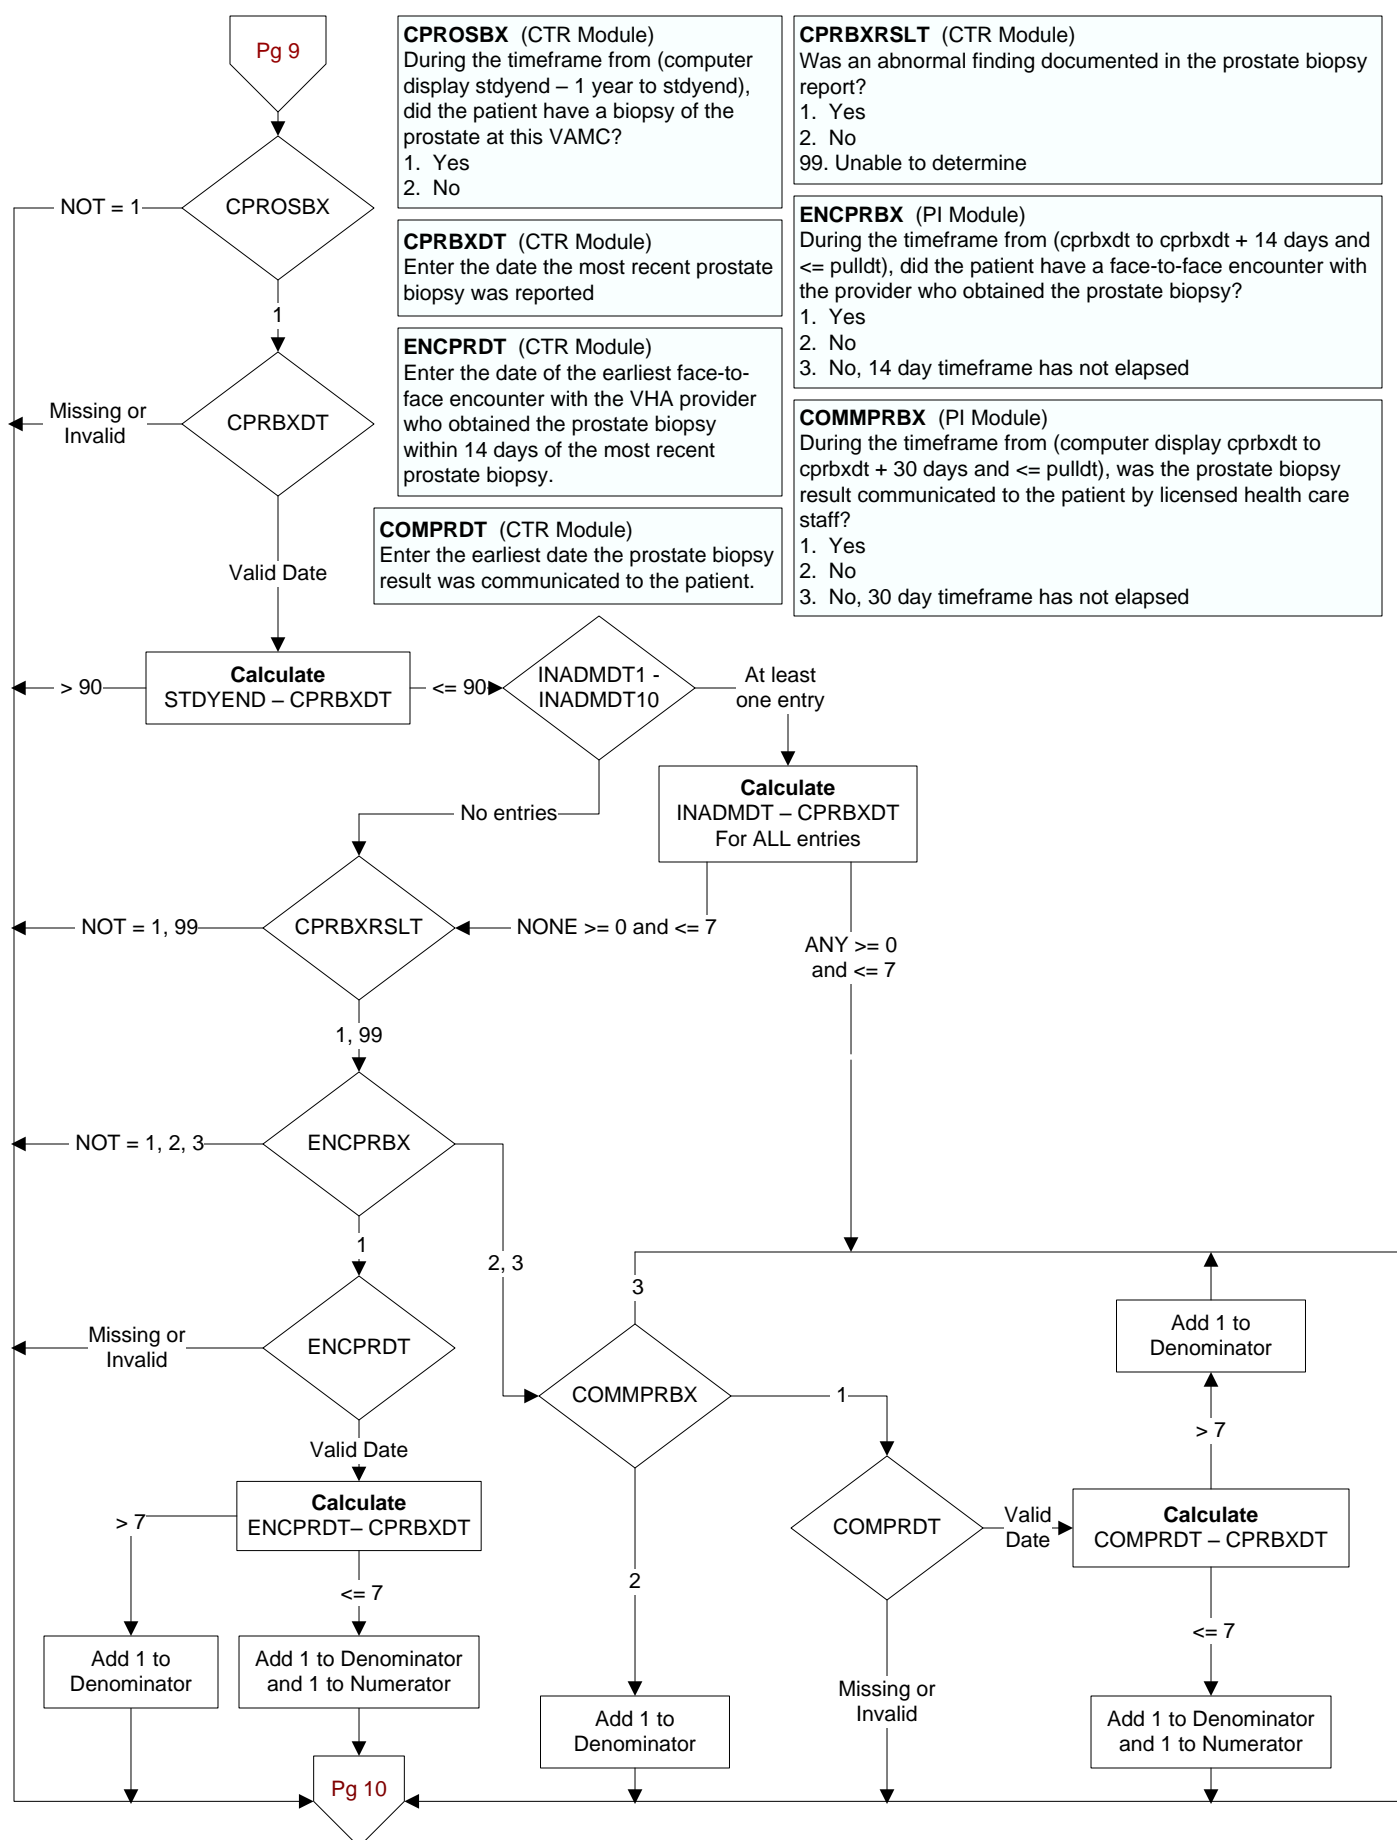 Pg 9
CPROSBX (CTR Module)
During the timeframe from (computer
display stdyend – 1 year to stdyend),
did the patient have a biopsy of the
prostate at this VAMC?
1. Yes
2. No
CPRBXRSLT (CTR Module)
Was an abnormal finding documented in the prostate biopsy
report?
1. Yes
2. No
99. Unable to determine
CPRBXDT (CTR Module)
Enter the date the most recent prostate
biopsy was reported
ENCPRBX (PI Module)
During the timeframe from (cprbxdt to cprbxdt + 14 days and
<= pulldt), did the patient have a face-to-face encounter with
the provider who obtained the prostate biopsy?
1. Yes
2. No
3. No, 14 day timeframe has not elapsed
ENCPRDT (CTR Module)
Enter the date of the earliest face-to-
face encounter with the VHA provider
who obtained the prostate biopsy
within 14 days of the most recent
prostate biopsy.
COMMPRBX (PI Module)
During the timeframe from (computer display cprbxdt to
cprbxdt + 30 days and <= pulldt), was the prostate biopsy
result communicated to the patient by licensed health care
staff?
1. Yes
2. No
3. No, 30 day timeframe has not elapsed
COMPRDT (CTR Module)
Enter the earliest date the prostate biopsy
result was communicated to the patient.
CPROSBX
NOT = 1
1
CPRBXDT
Missing or
Invalid
Valid Date
Calculate
STDYEND – CPRBXDT
> 90
<= 90
INADMDT1 -
INADMDT10
At least
one entry
No entries
Calculate
INADMDT – CPRBXDT
For ALL entries
NONE >= 0 and <= 7
ANY >= 0
and <= 7
CPRBXRSLT
NOT = 1, 99
1, 99
ENCPRBX
NOT = 1, 2, 3
1
2, 3
ENCPRDT
Missing or
Invalid
Valid Date
Calculate
ENCPRDT– CPRBXDT
> 7
<= 7
Add 1 to
Denominator
Add 1 to Denominator
and 1 to Numerator
COMMPRBX
3
1
2
Add 1 to
Denominator
COMPRDT
Valid
Date
Missing or
Invalid
Calculate
COMPRDT – CPRBXDT
> 7
Add 1 to
Denominator
<= 7
Add 1 to Denominator
and 1 to Numerator
Pg 10